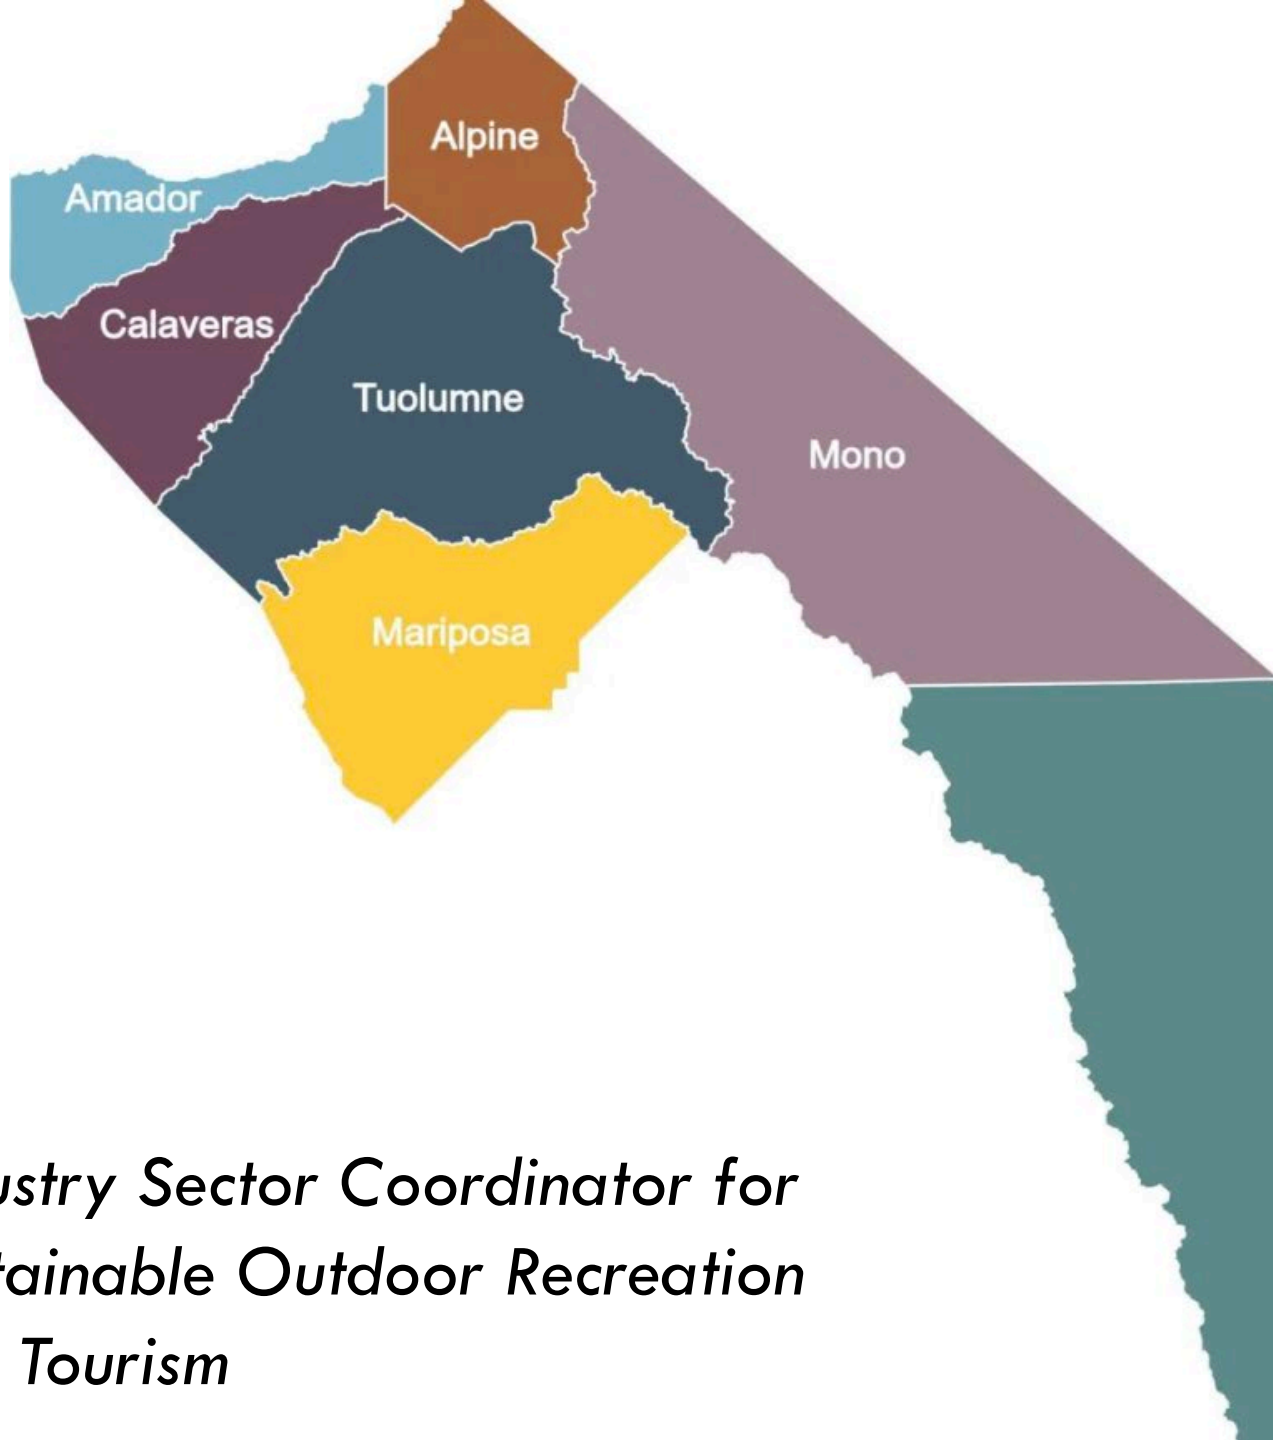 Alpine
Amador
Calaveras
Tuolumne
Mono
Mariposa
ustry Sector Coordinator for
tainable Outdoor Recreation
Tourism